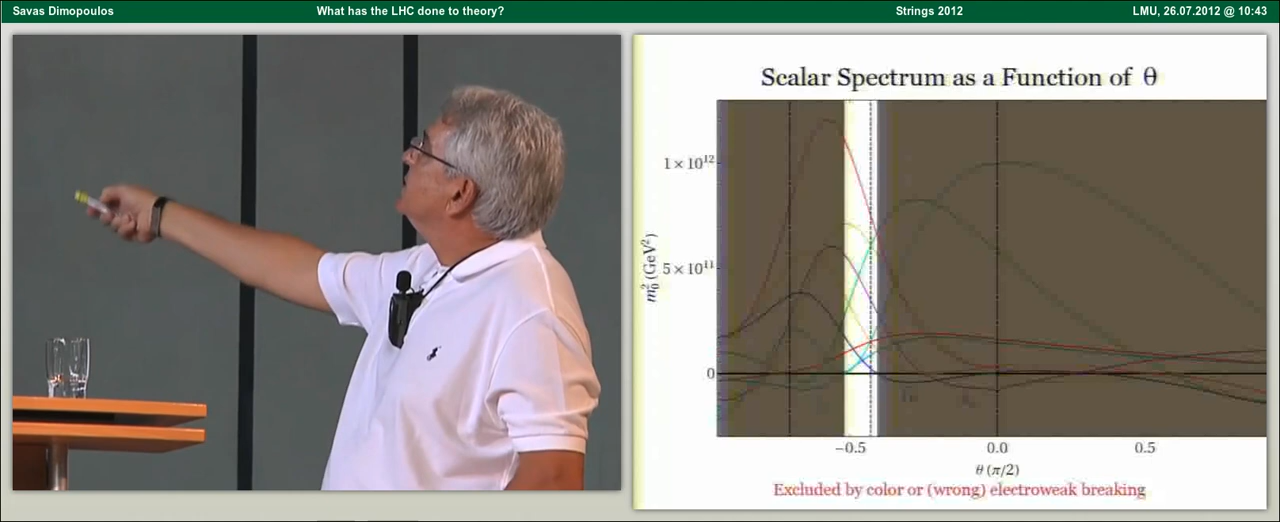 Savas Dimopoulos
What has the LHC done to theory?
Strings 2012
LMU, 26.07.2012 @ 10:43
Scalar Spectrum as a Function of θ
1 × 10¹²
5 × 10¹¹
0
m₀² (GeV²)
−0.5
0.0
0.5
θ (π/2)
Excluded by color or (wrong) electroweak breaking